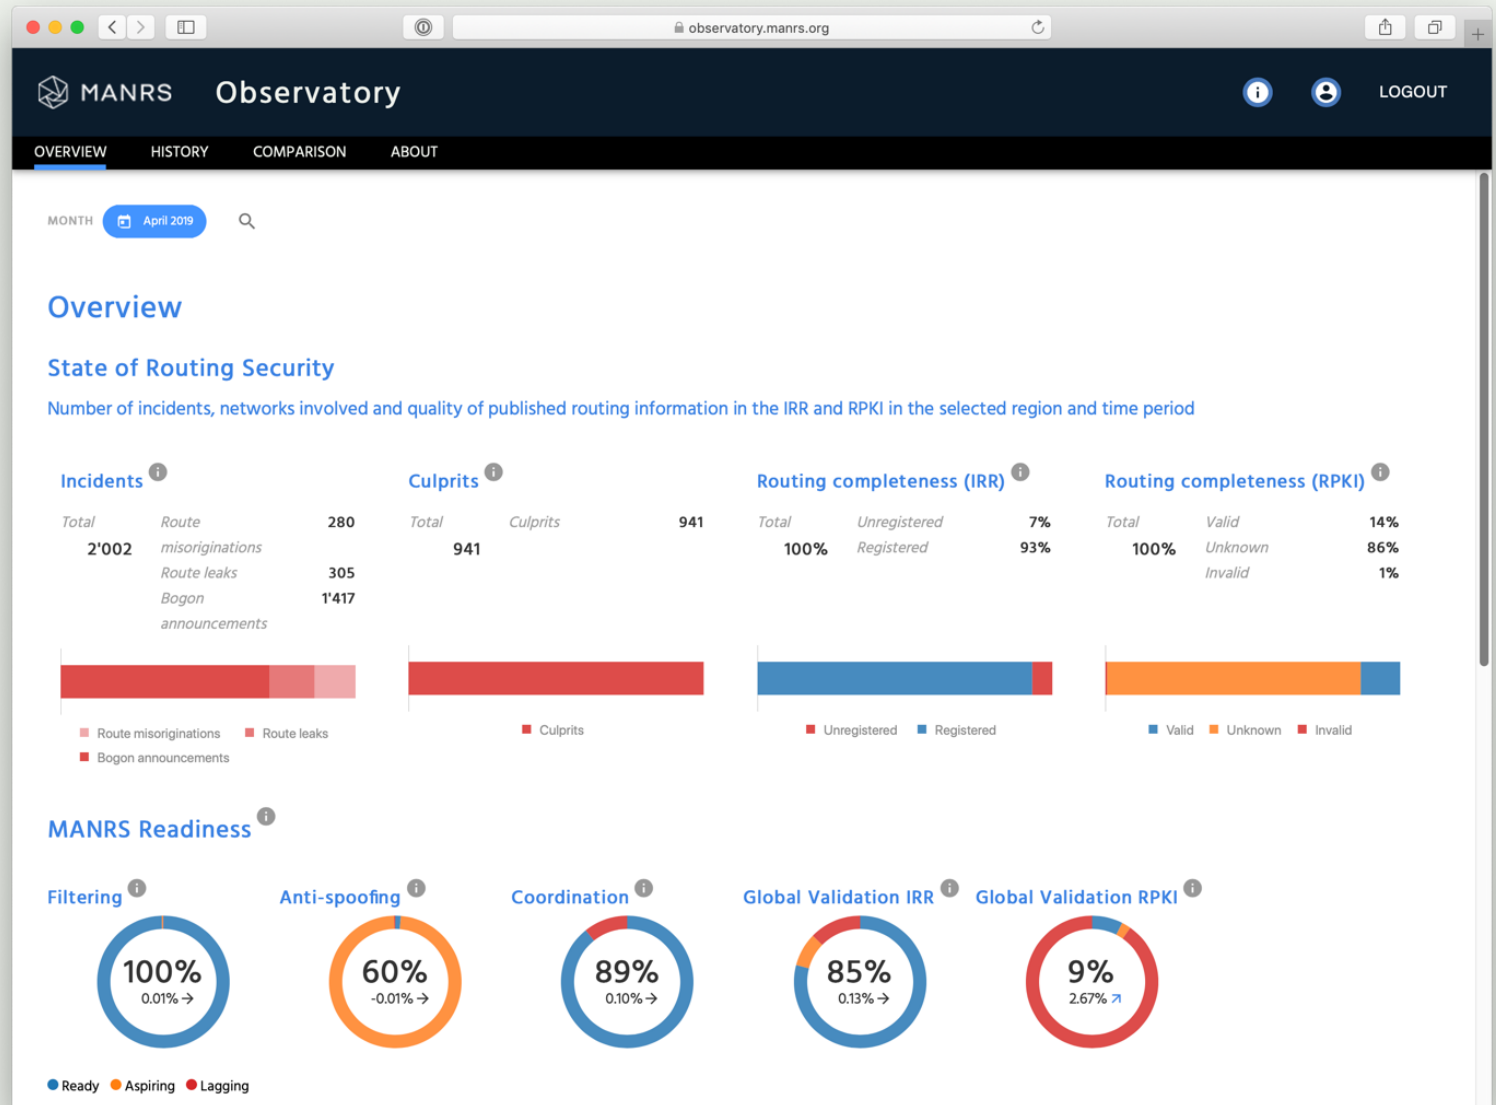 observatory.manrs.org
MANRS Observatory LOGOUT
OVERVIEW HISTORY COMPARISON ABOUT
MONTH April 2019
Overview
State of Routing Security
Number of incidents, networks involved and quality of published routing information in the IRR and RPKI in the selected region and time period
Incidents
Total
2'002
Route misoriginations 280
Route leaks 305
Bogon announcements 1'417
Route misoriginations Route leaks
Bogon announcements
Culprits
Total
941
Culprits 941
Culprits
Routing completeness (IRR)
Total
100%
Unregistered 7%
Registered 93%
Unregistered Registered
Routing completeness (RPKI)
Total
100%
Valid 14%
Unknown 86%
Invalid 1%
Valid Unknown Invalid
MANRS Readiness
Filtering
100%
0.01% →
Anti-spoofing
60%
-0.01% →
Coordination
89%
0.10% →
Global Validation IRR
85%
0.13% →
Global Validation RPKI
9%
2.67% ↗
Ready Aspiring Lagging